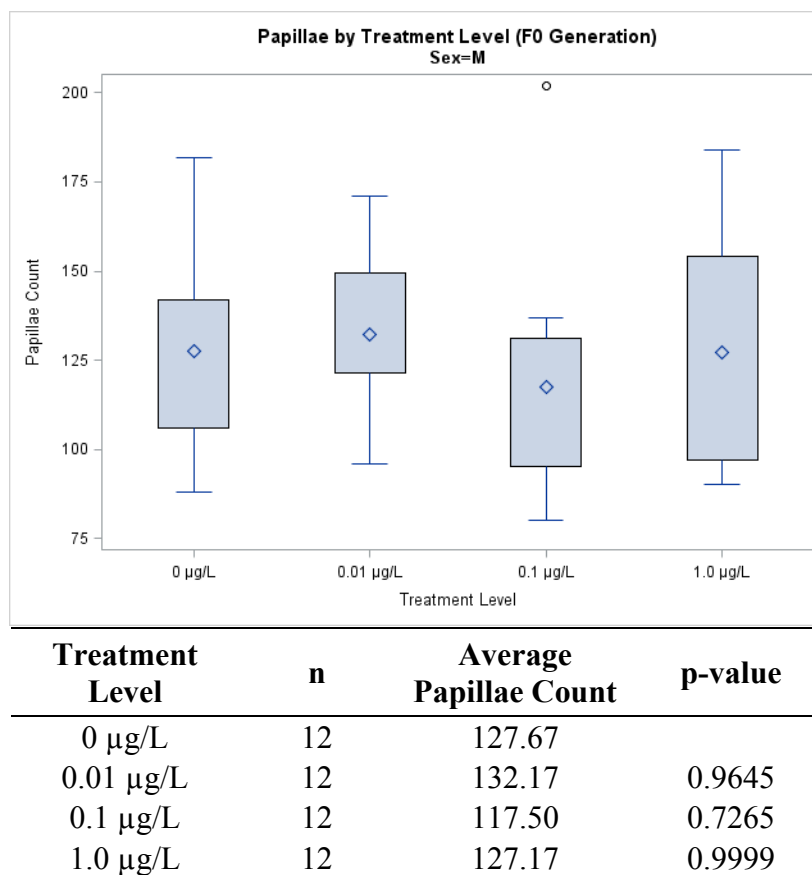 Papillae by Treatment Level (F0 Generation)
Sex=M
200
175
150
125
100
75
Papillae Count
0 µg/L 0.01 µg/L 0.1 µg/L 1.0 µg/L
Treatment Level
Treatment Level n Average Papillae Count p-value
0 µg/L 12 127.67
0.01 µg/L 12 132.17 0.9645
0.1 µg/L 12 117.50 0.7265
1.0 µg/L 12 127.17 0.9999